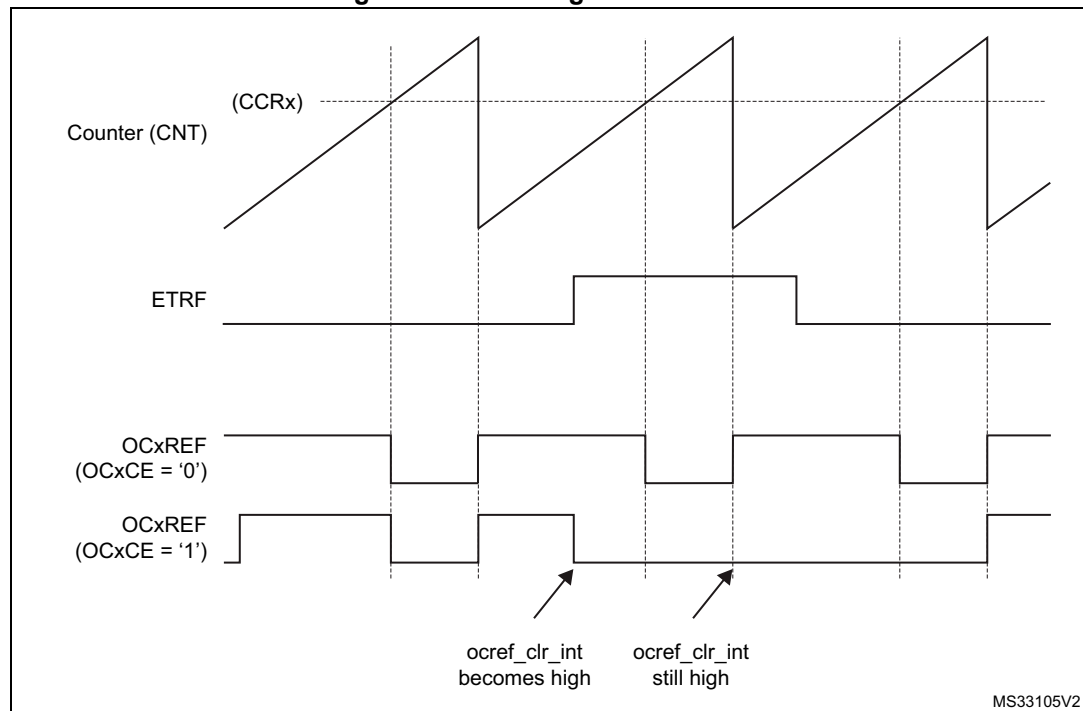 (CCRx)
Counter (CNT)
ETRF
OCxREF
(OCxCE = ‘0’)
OCxREF
(OCxCE = ‘1’)
ocref_clr_int
becomes high
ocref_clr_int
still high
MS33105V2